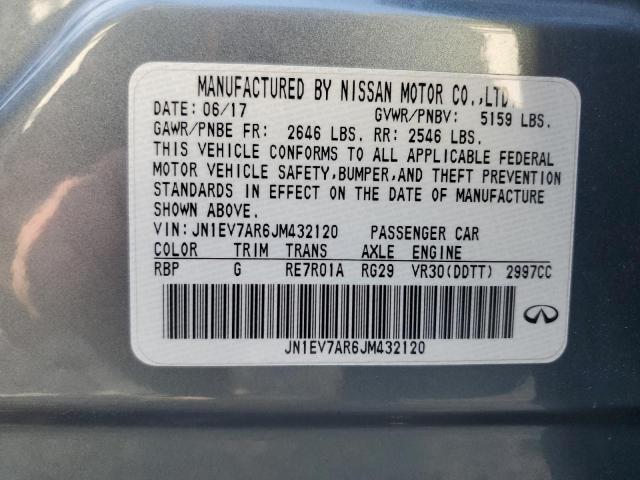 MANUFACTURED BY NISSAN MOTOR CO.,LTD.
DATE: 06/17 GVWR/PNBV: 5159 LBS.
GAWR/PNBE FR: 2646 LBS. RR: 2546 LBS.
THIS VEHICLE CONFORMS TO ALL APPLICABLE FEDERAL
MOTOR VEHICLE SAFETY,BUMPER,AND THEFT PREVENTION
STANDARDS IN EFFECT ON THE DATE OF MANUFACTURE
SHOWN ABOVE.
VIN: JN1EV7AR6JM432120 PASSENGER CAR
COLOR TRIM TRANS AXLE ENGINE
RBP G RE7R01A RG29 VR30(DDTT) 2997CC
JN1EV7AR6JM432120
INFINITI